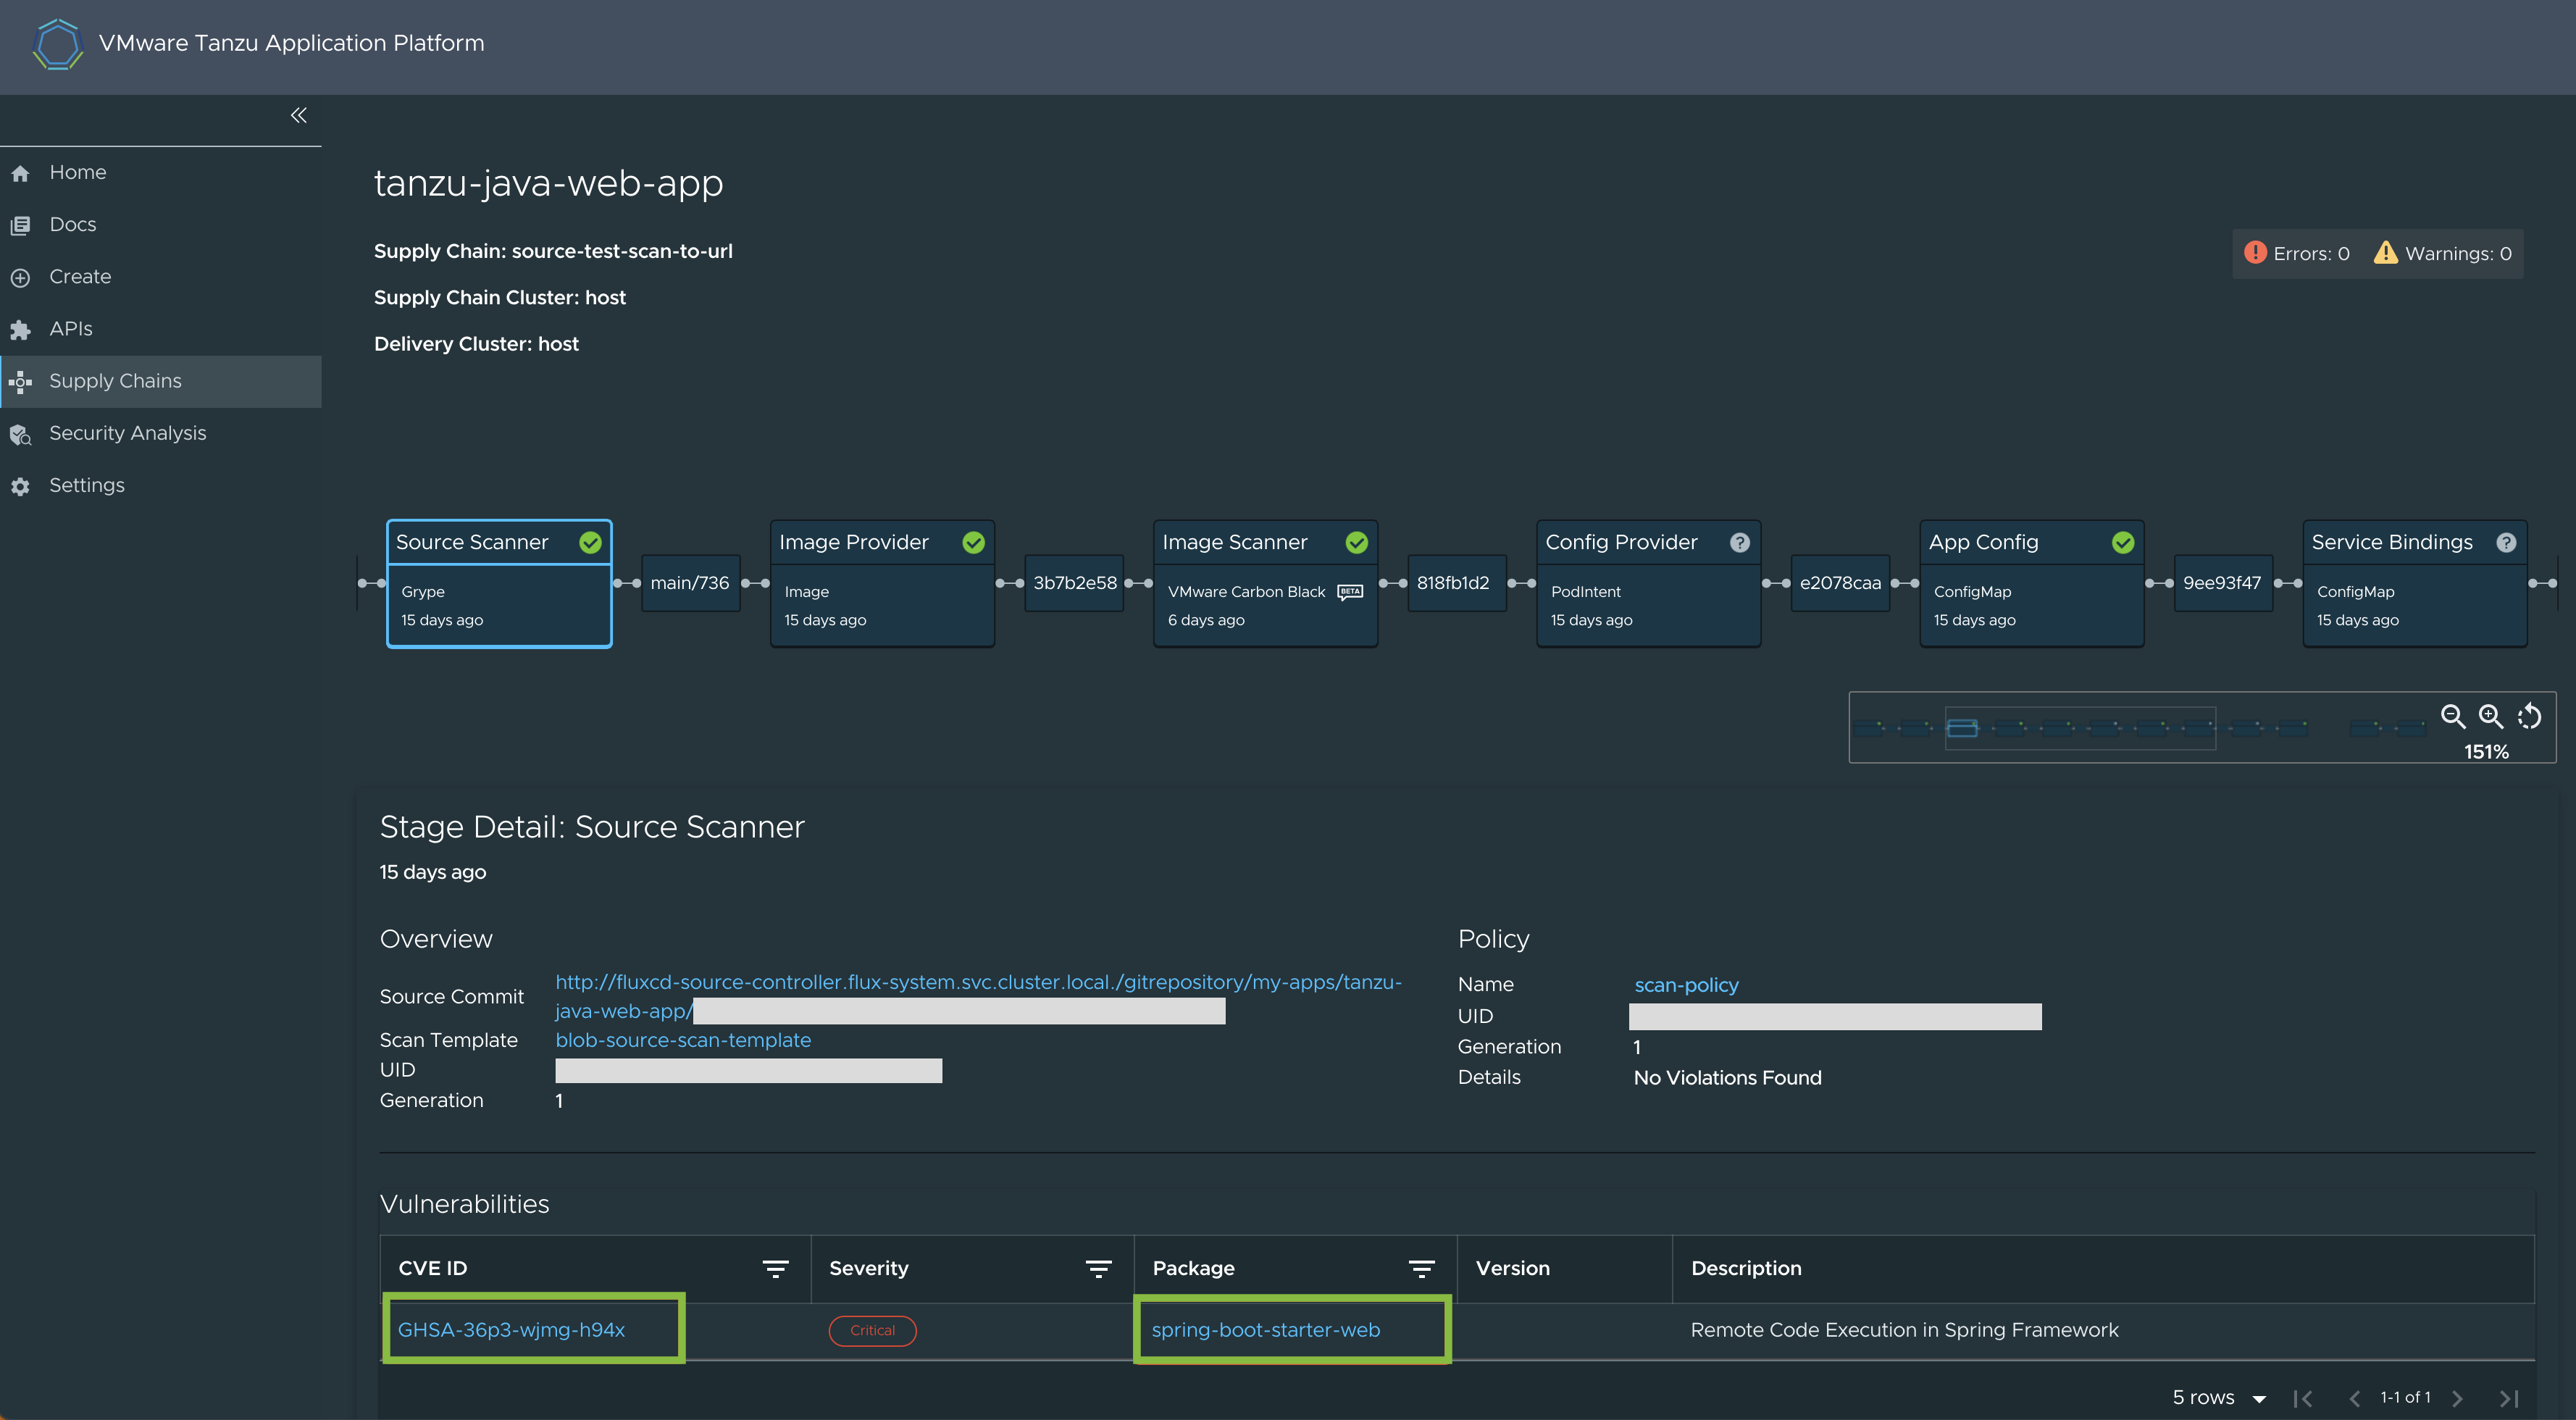 VMware Tanzu Application Platform
Home
Docs
Create
APIs
Supply Chains
Security Analysis
Settings
tanzu-java-web-app
Supply Chain: source-test-scan-to-url
Supply Chain Cluster: host
Delivery Cluster: host
Errors: 0 Warnings: 0
Source Scanner
Grype
15 days ago
main/736
Image Provider
Image
15 days ago
3b7b2e58
Image Scanner
VMware Carbon Black BETA
6 days ago
818fb1d2
Config Provider
PodIntent
15 days ago
e2078caa
App Config
ConfigMap
15 days ago
9ee93f47
Service Bindings
ConfigMap
15 days ago
151%
Stage Detail: Source Scanner
15 days ago
Overview
Source Commit http://fluxcd-source-controller.flux-system.svc.cluster.local./gitrepository/my-apps/tanzu-
java-web-app/
Scan Template blob-source-scan-template
UID
Generation 1
Policy
Name scan-policy
UID
Generation 1
Details No Violations Found
Vulnerabilities
CVE ID Severity Package Version Description
GHSA-36p3-wjmg-h94x Critical spring-boot-starter-web Remote Code Execution in Spring Framework
5 rows 1-1 of 1